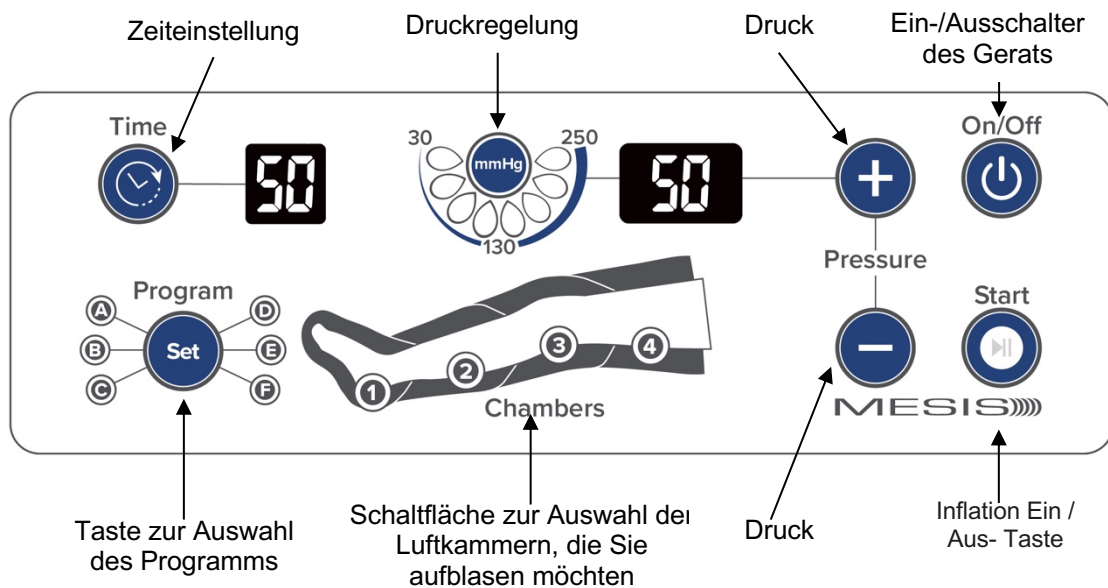 Zeiteinstellung
Druckregelung
Druck
Ein-/Ausschalter
des Gerats
Time
On/Off
30
250
mmHg
50
50
+
130
Pressure
Program
Start
A
D
B
Set
E
C
F
1
2
3
4
−
Chambers
MESIS
Taste zur Auswahl
des Programms
Schaltfläche zur Auswahl der
Luftkammern, die Sie
aufblasen möchten
Druck
Inflation Ein /
Aus- Taste